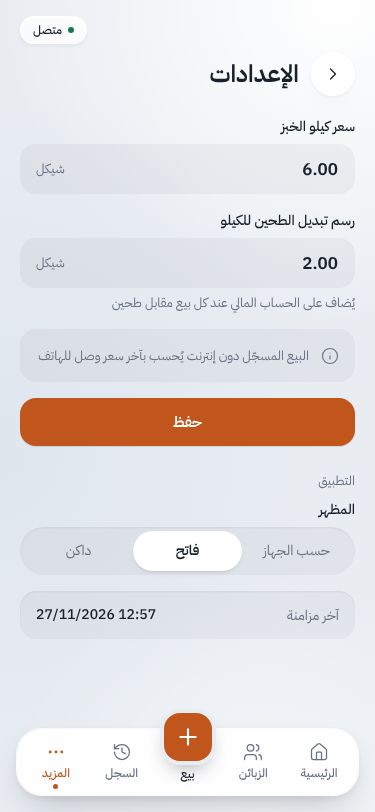 متصل
الإعدادات
سعر كيلو الخبز
6.00 شيكل
رسم تبديل الطحين للكيلو
2.00 شيكل
يُضاف على الحساب المالي عند كل بيع مقابل طحين
البيع المسجّل دون إنترنت يُحسب بآخر سعر وصل للهاتف
حفظ
التطبيق
المظهر
حسب الجهاز فاتح داكن
آخر مزامنة 27/11/2026 12:57
الرئيسية الزبائن بيع السجل المزيد